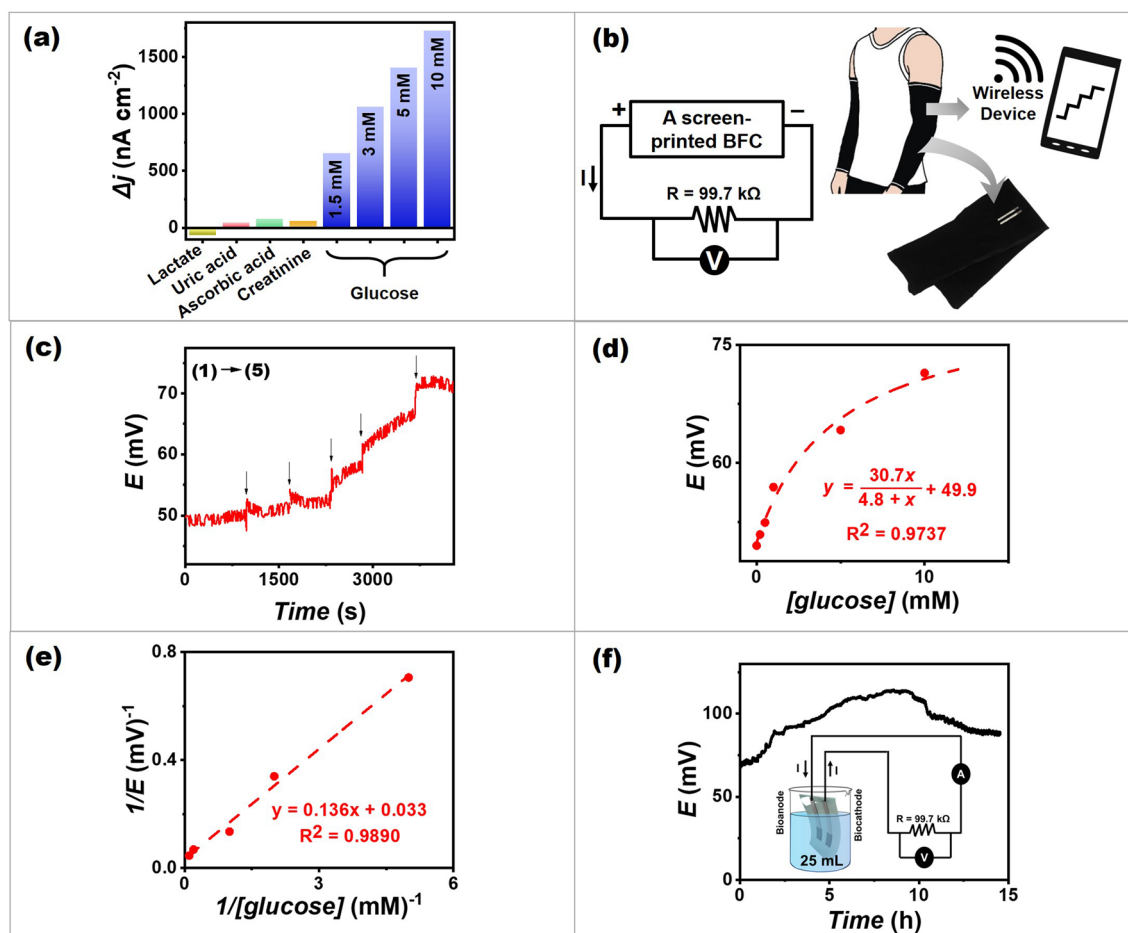 (a)
Δj (nA cm-2)
1500
1000
500
0
1.5 mM
3 mM
5 mM
10 mM
Lactate
Uric acid
Ascorbic acid
Creatinine
Glucose
(b)
+
A screen-
printed BFC
−
I
R = 99.7 kΩ
V
Wireless
Device
(c)
(1) → (5)
E (mV)
70
60
50
0
1500
3000
Time (s)
(d)
E (mV)
75
60
y = 30.7x / 4.8 + x + 49.9
R2 = 0.9737
0
10
[glucose] (mM)
(e)
1/E (mV)-1
0.8
0.4
0.0
y = 0.136x + 0.033
R2 = 0.9890
0
3
6
1/[glucose] (mM)-1
(f)
E (mV)
100
50
0
I
I
A
Bioanode
Biocathode
R = 99.7 kΩ
V
25 mL
0
5
10
15
Time (h)